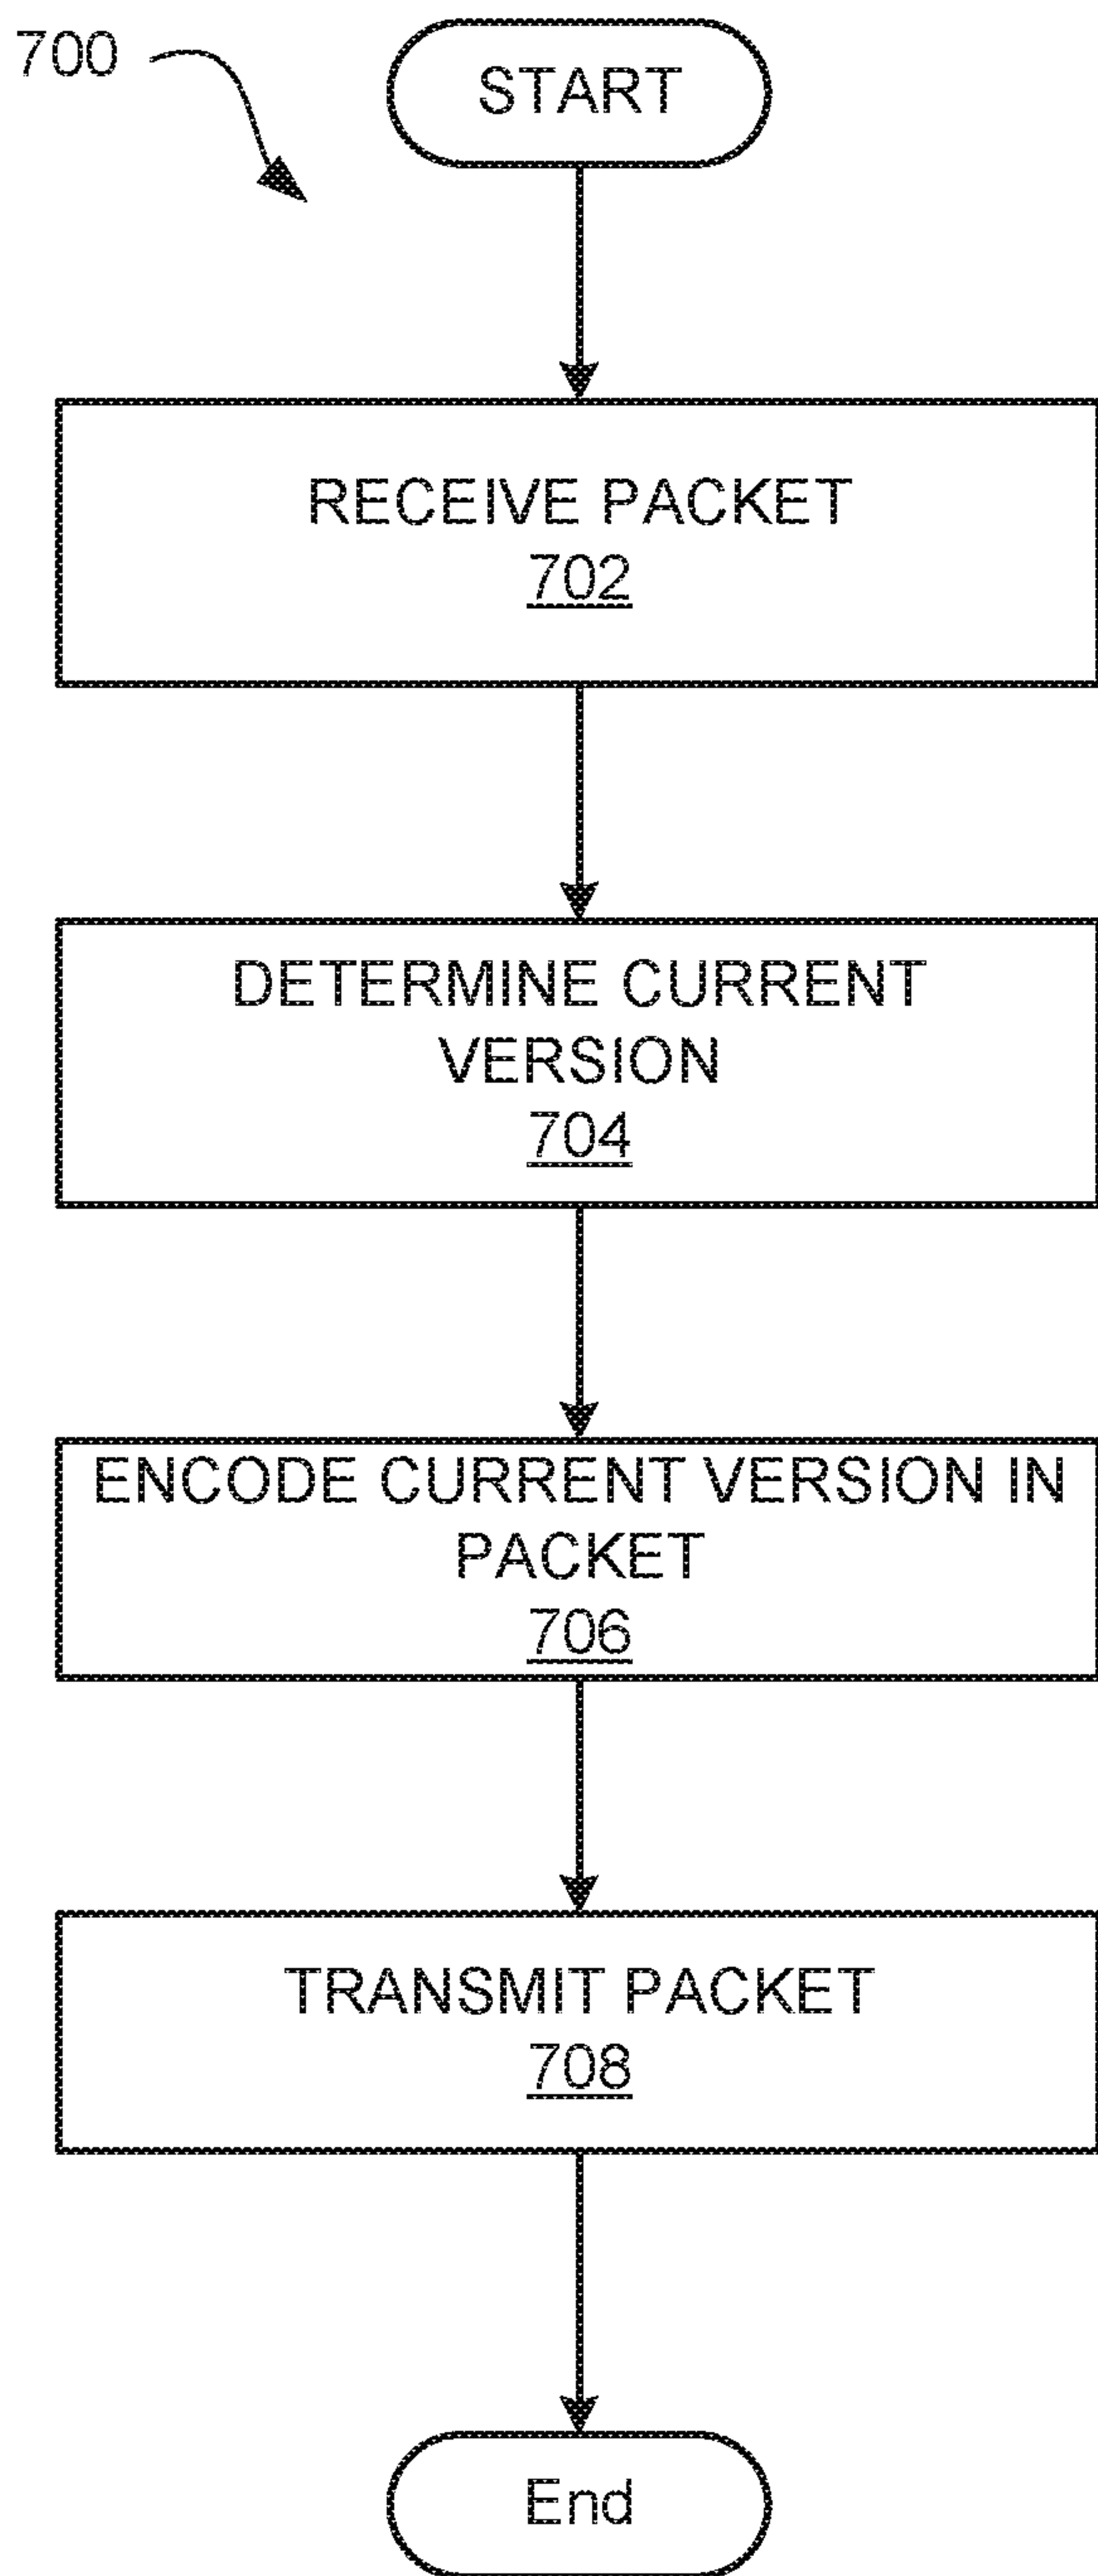 700
START
RECEIVE PACKET
702
DETERMINE CURRENT
VERSION
704
ENCODE CURRENT VERSION IN
PACKET
706
TRANSMIT PACKET
708
End